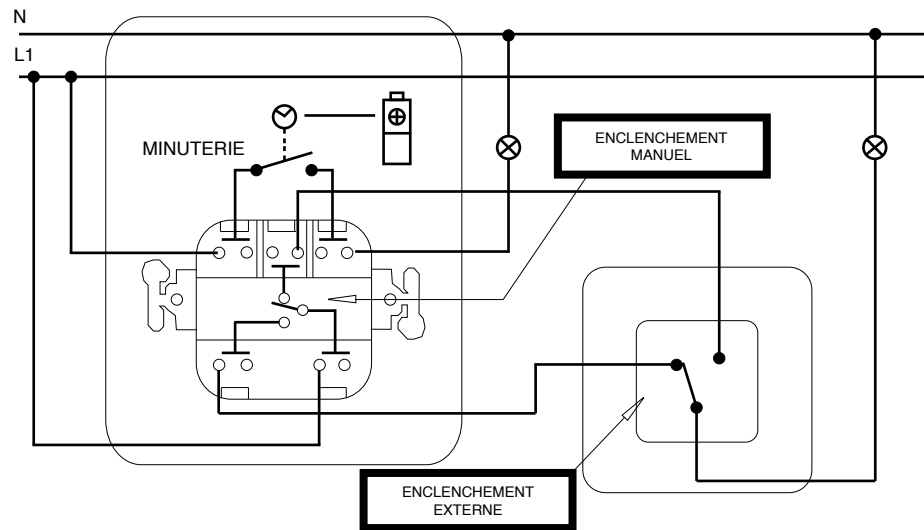 N
L1
MINUTERIE
ENCLENCHEMENT
MANUEL
ENCLENCHEMENT
EXTERNE